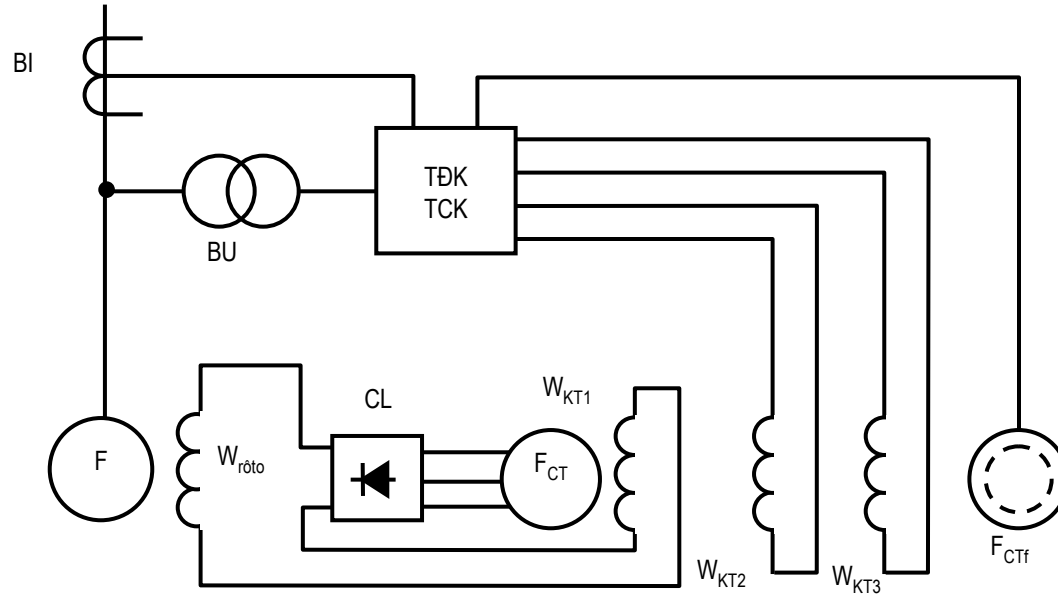 BI
TĐK
TCK
BU
W_KT1
CL
F
W_rôto
F_CT
F_CTf
W_KT2
W_KT3